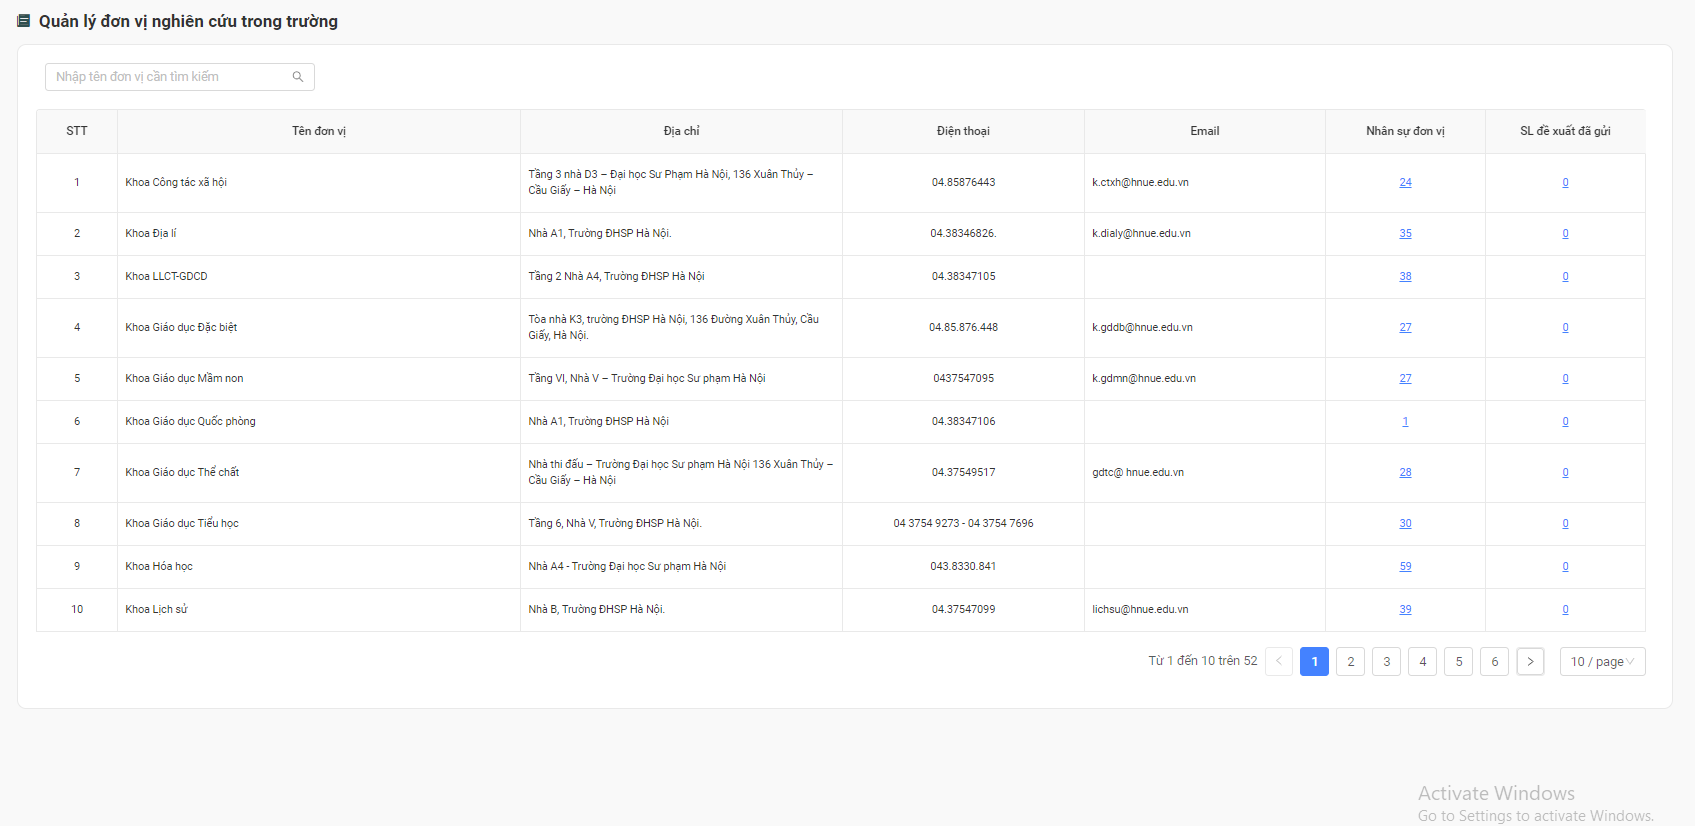 Quản lý đơn vị nghiên cứu trong trường
Nhập tên đơn vị cần tìm kiếm
STT Tên đơn vị Địa chỉ Điện thoại Email Nhân sự đơn vị SL đề xuất đã gửi
1 Khoa Công tác xã hội Tầng 3 nhà D3 – Đại học Sư Phạm Hà Nội, 136 Xuân Thủy –
Cầu Giấy – Hà Nội 04.85876443 k.ctxh@hnue.edu.vn 24 0
2 Khoa Địa lí Nhà A1, Trường ĐHSP Hà Nội. 04.38346826. k.dialy@hnue.edu.vn 35 0
3 Khoa LLCT-GDCD Tầng 2 Nhà A4, Trường ĐHSP Hà Nội 04.38347105 38 0
4 Khoa Giáo dục Đặc biệt Tòa nhà K3, trường ĐHSP Hà Nội, 136 Đường Xuân Thủy, Cầu
Giấy, Hà Nội. 04.85.876.448 k.gddb@hnue.edu.vn 27 0
5 Khoa Giáo dục Mầm non Tầng VI, Nhà V – Trường Đại học Sư phạm Hà Nội 0437547095 k.gdmn@hnue.edu.vn 27 0
6 Khoa Giáo dục Quốc phòng Nhà A1, Trường ĐHSP Hà Nội 04.38347106 1 0
7 Khoa Giáo dục Thể chất Nhà thi đấu – Trường Đại học Sư phạm Hà Nội 136 Xuân Thủy –
Cầu Giấy – Hà Nội 04.37549517 gdtc@ hnue.edu.vn 28 0
8 Khoa Giáo dục Tiểu học Tầng 6, Nhà V, Trường ĐHSP Hà Nội. 04 3754 9273 - 04 3754 7696 30 0
9 Khoa Hóa học Nhà A4 - Trường Đại học Sư phạm Hà Nội 043.8330.841 59 0
10 Khoa Lịch sử Nhà B, Trường ĐHSP Hà Nội. 04.37547099 lichsu@hnue.edu.vn 39 0
Từ 1 đến 10 trên 52 < 1 2 3 4 5 6 > 10 / page
Activate Windows
Go to Settings to activate Windows.